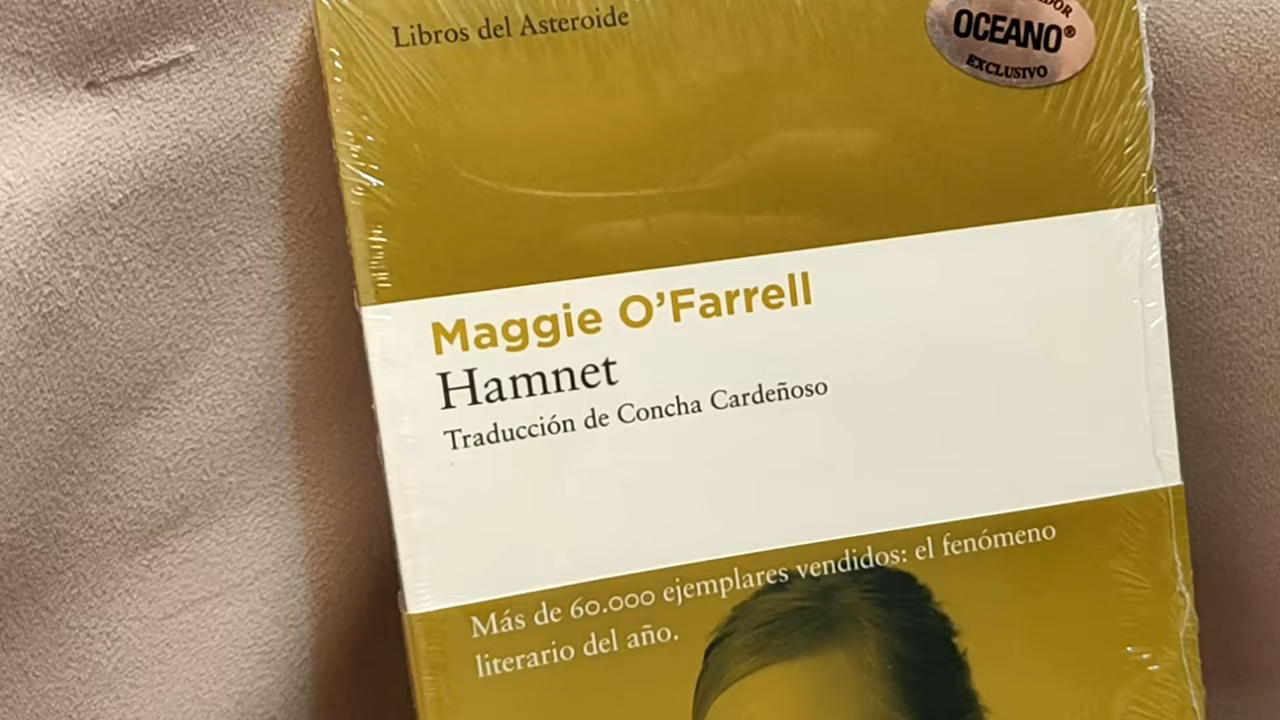 Libros del Asteroide
OCEANO®
EXCLUSIVO
Maggie O’Farrell
Hamnet
Traducción de Concha Cardeñoso
Más de 60.000 ejemplares vendidos: el fenómeno
literario del año.